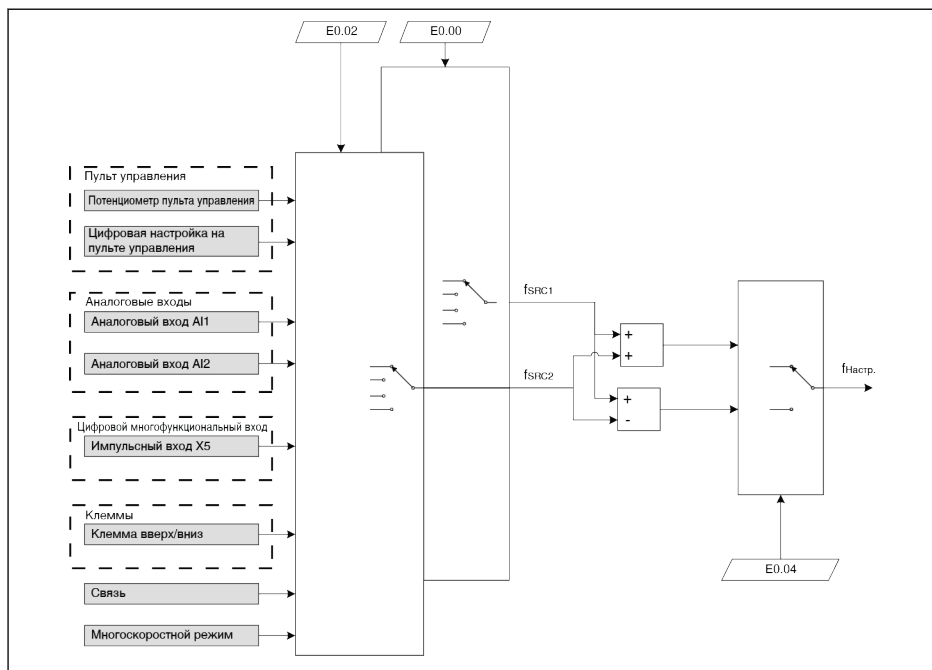 E0.02
E0.00
Пульт управления
Потенциометр пульта управления
Цифровая настройка на
пульте управления
Аналоговые входы
Аналоговый вход AI1
Аналоговый вход AI2
Цифровой многофункциональный вход
Импульсный вход X5
Клеммы
Клемма вверх/вниз
Связь
Многоскоростной режим
fSRC1
fSRC2
+
+
+
-
fНастр.
E0.04